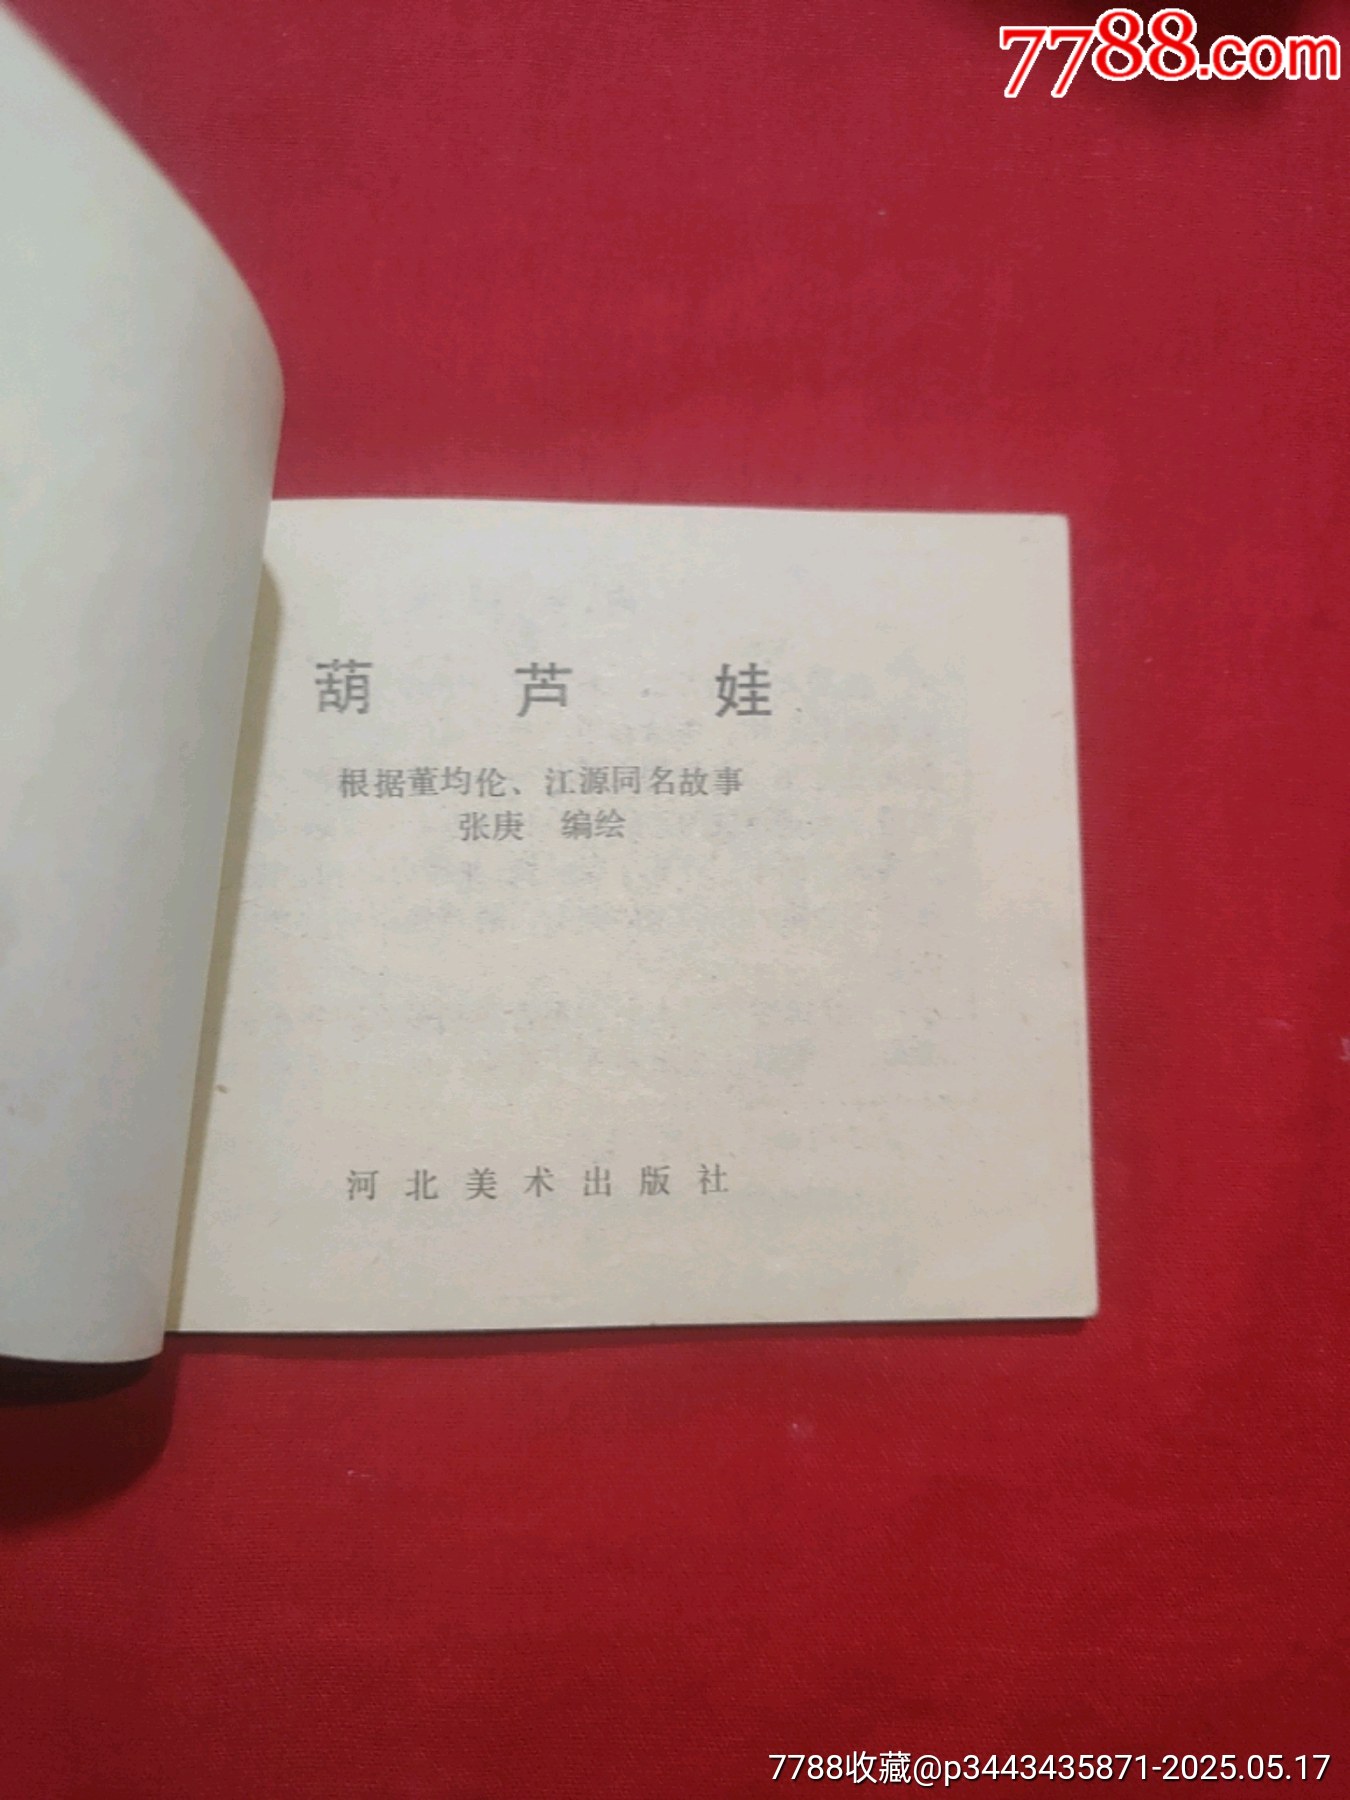 7788.com
葫芦娃
根据董均伦、江源同名故事
张庚 编绘
河北美术出版社
7788收藏@p3443435871-2025.05.17